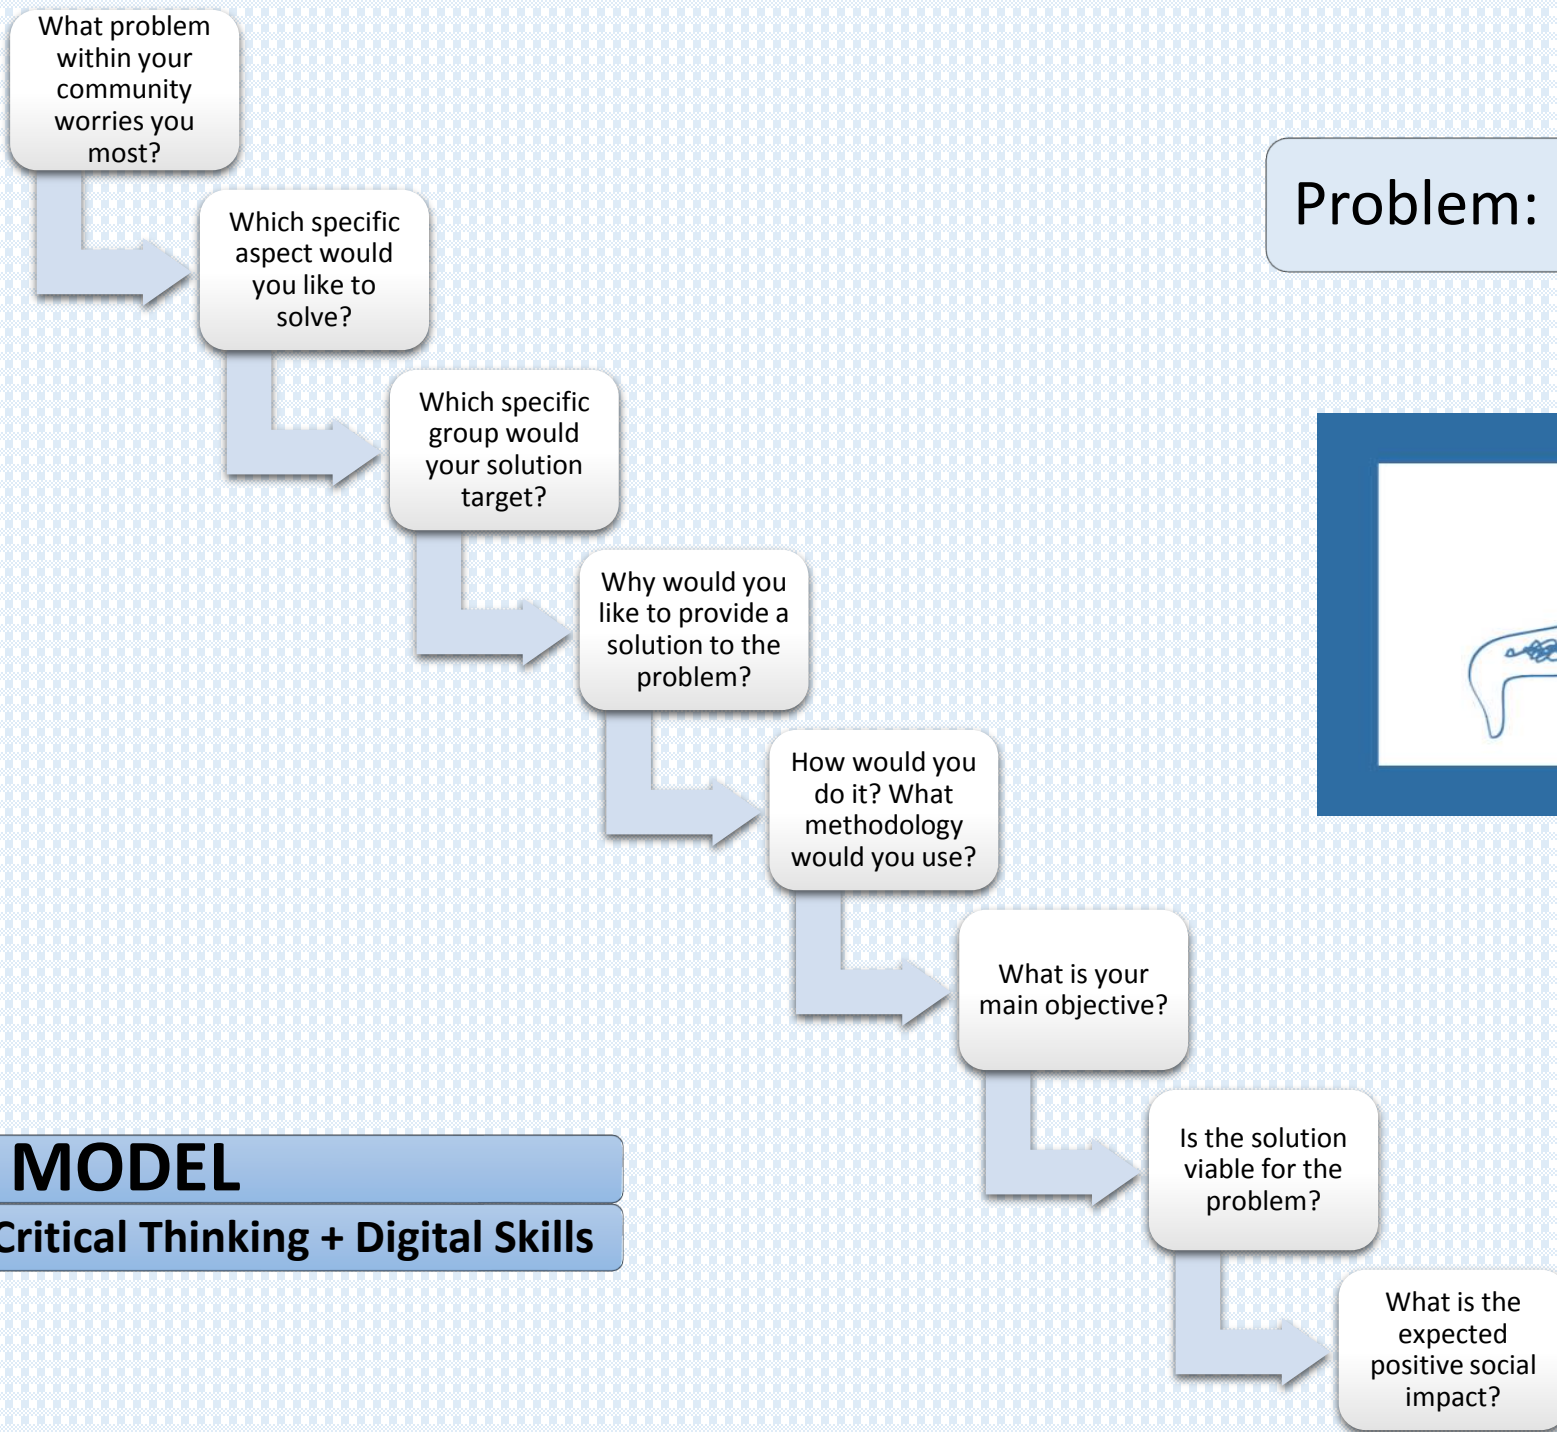 What problem
within your
community
worries you
most?
Which specific
aspect would
you like to
solve?
Which specific
group would
your solution
target?
Why would you
like to provide a
solution to the
problem?
How would you
do it? What
methodology
would you use?
What is your
main objective?
Is the solution
viable for the
problem?
What is the
expected
positive social
impact?
Problem:
MODEL
Critical Thinking + Digital Skills